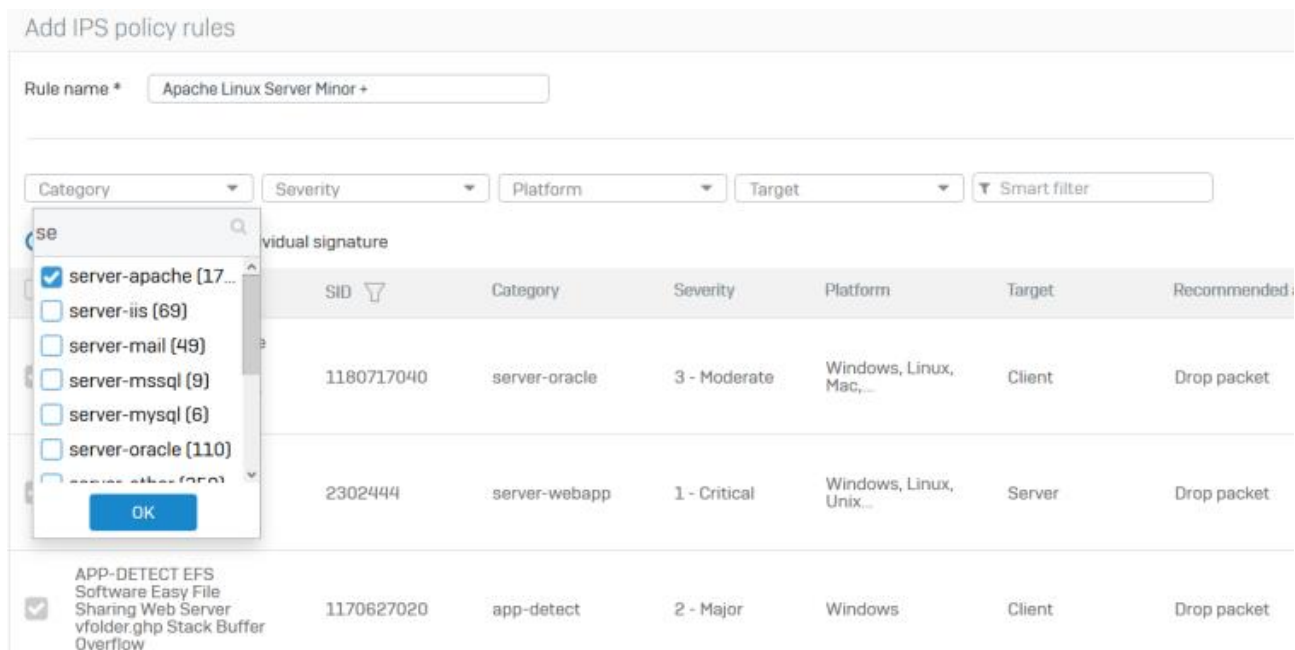 Add IPS policy rules
Rule name * Apache Linux Server Minor +
Category Severity Platform Target Smart filter
se
vidual signature
server-apache (17...
server-iis (69)
server-mail (49)
server-mssql (9)
server-mysql (6)
server-oracle (110)
OK
SID Category Severity Platform Target Recommended
1180717040 server-oracle 3 - Moderate Windows, Linux, Mac,... Client Drop packet
2302444 server-webapp 1 - Critical Windows, Linux, Unix... Server Drop packet
APP-DETECT EFS
Software Easy File
Sharing Web Server
vfolder.ghp Stack Buffer
Overflow
1170627020 app-detect 2 - Major Windows Client Drop packet